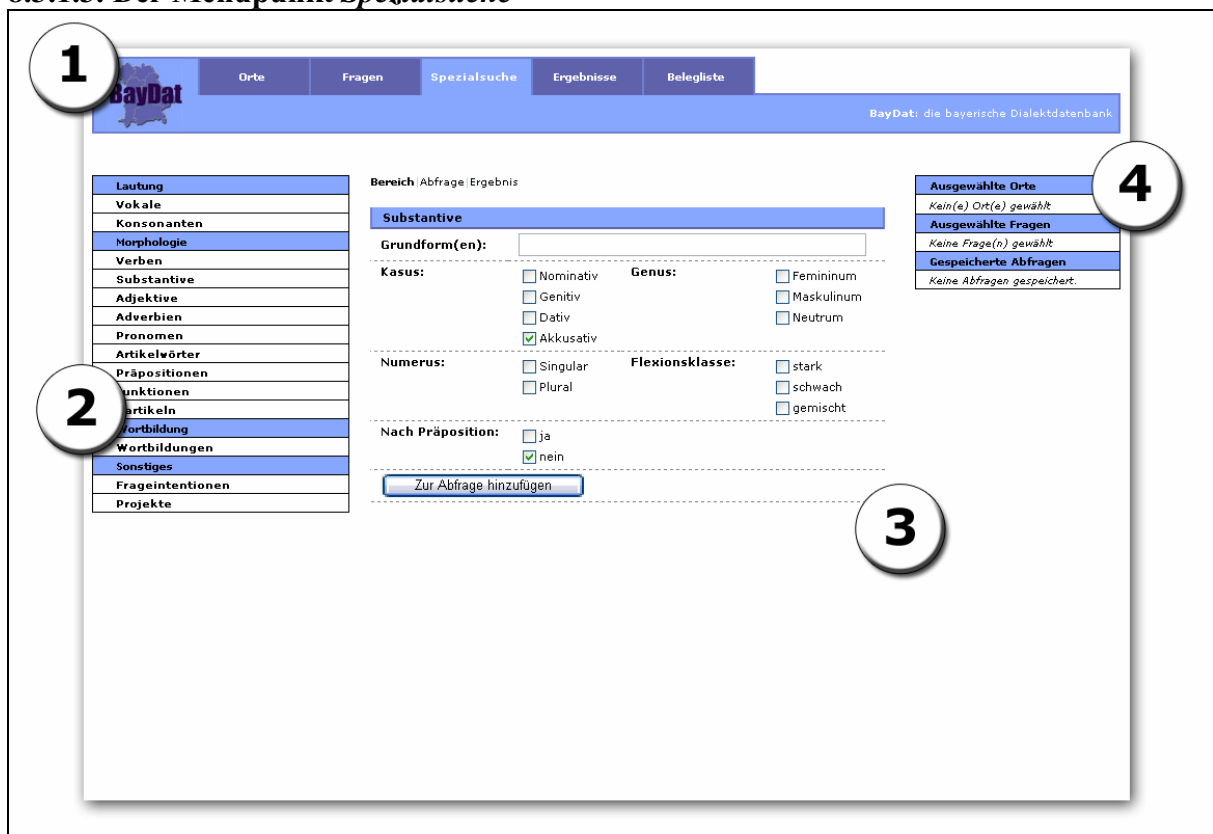 1
BayDat
Orte Fragen Spezialsuche Ergebnisse Belegliste
BayDat: die bayerische Dialektdatenbank
2
Lautung
Vokale
Konsonanten
Morphologie
Verben
Substantive
Adjektive
Adverbien
Pronomen
Artikelwörter
Präpositionen
unktionen
artikeln
Wortbildung
Wortbildungen
Sonstiges
Frageintentionen
Projekte
Bereich|Abfrage|Ergebnis
Substantive
Grundform(en):
Kasus:
Nominativ
Genitiv
Dativ
Akkusativ
Genus:
Femininum
Maskulinum
Neutrum
Numerus:
Singular
Plural
Flexionsklasse:
stark
schwach
gemischt
Nach Präposition:
ja
nein
Zur Abfrage hinzufügen
3
4
Ausgewählte Orte
Kein(e) Ort(e) gewählt
Ausgewählte Fragen
Keine Frage(n) gewählt
Gespeicherte Abfragen
Keine Abfragen gespeichert.